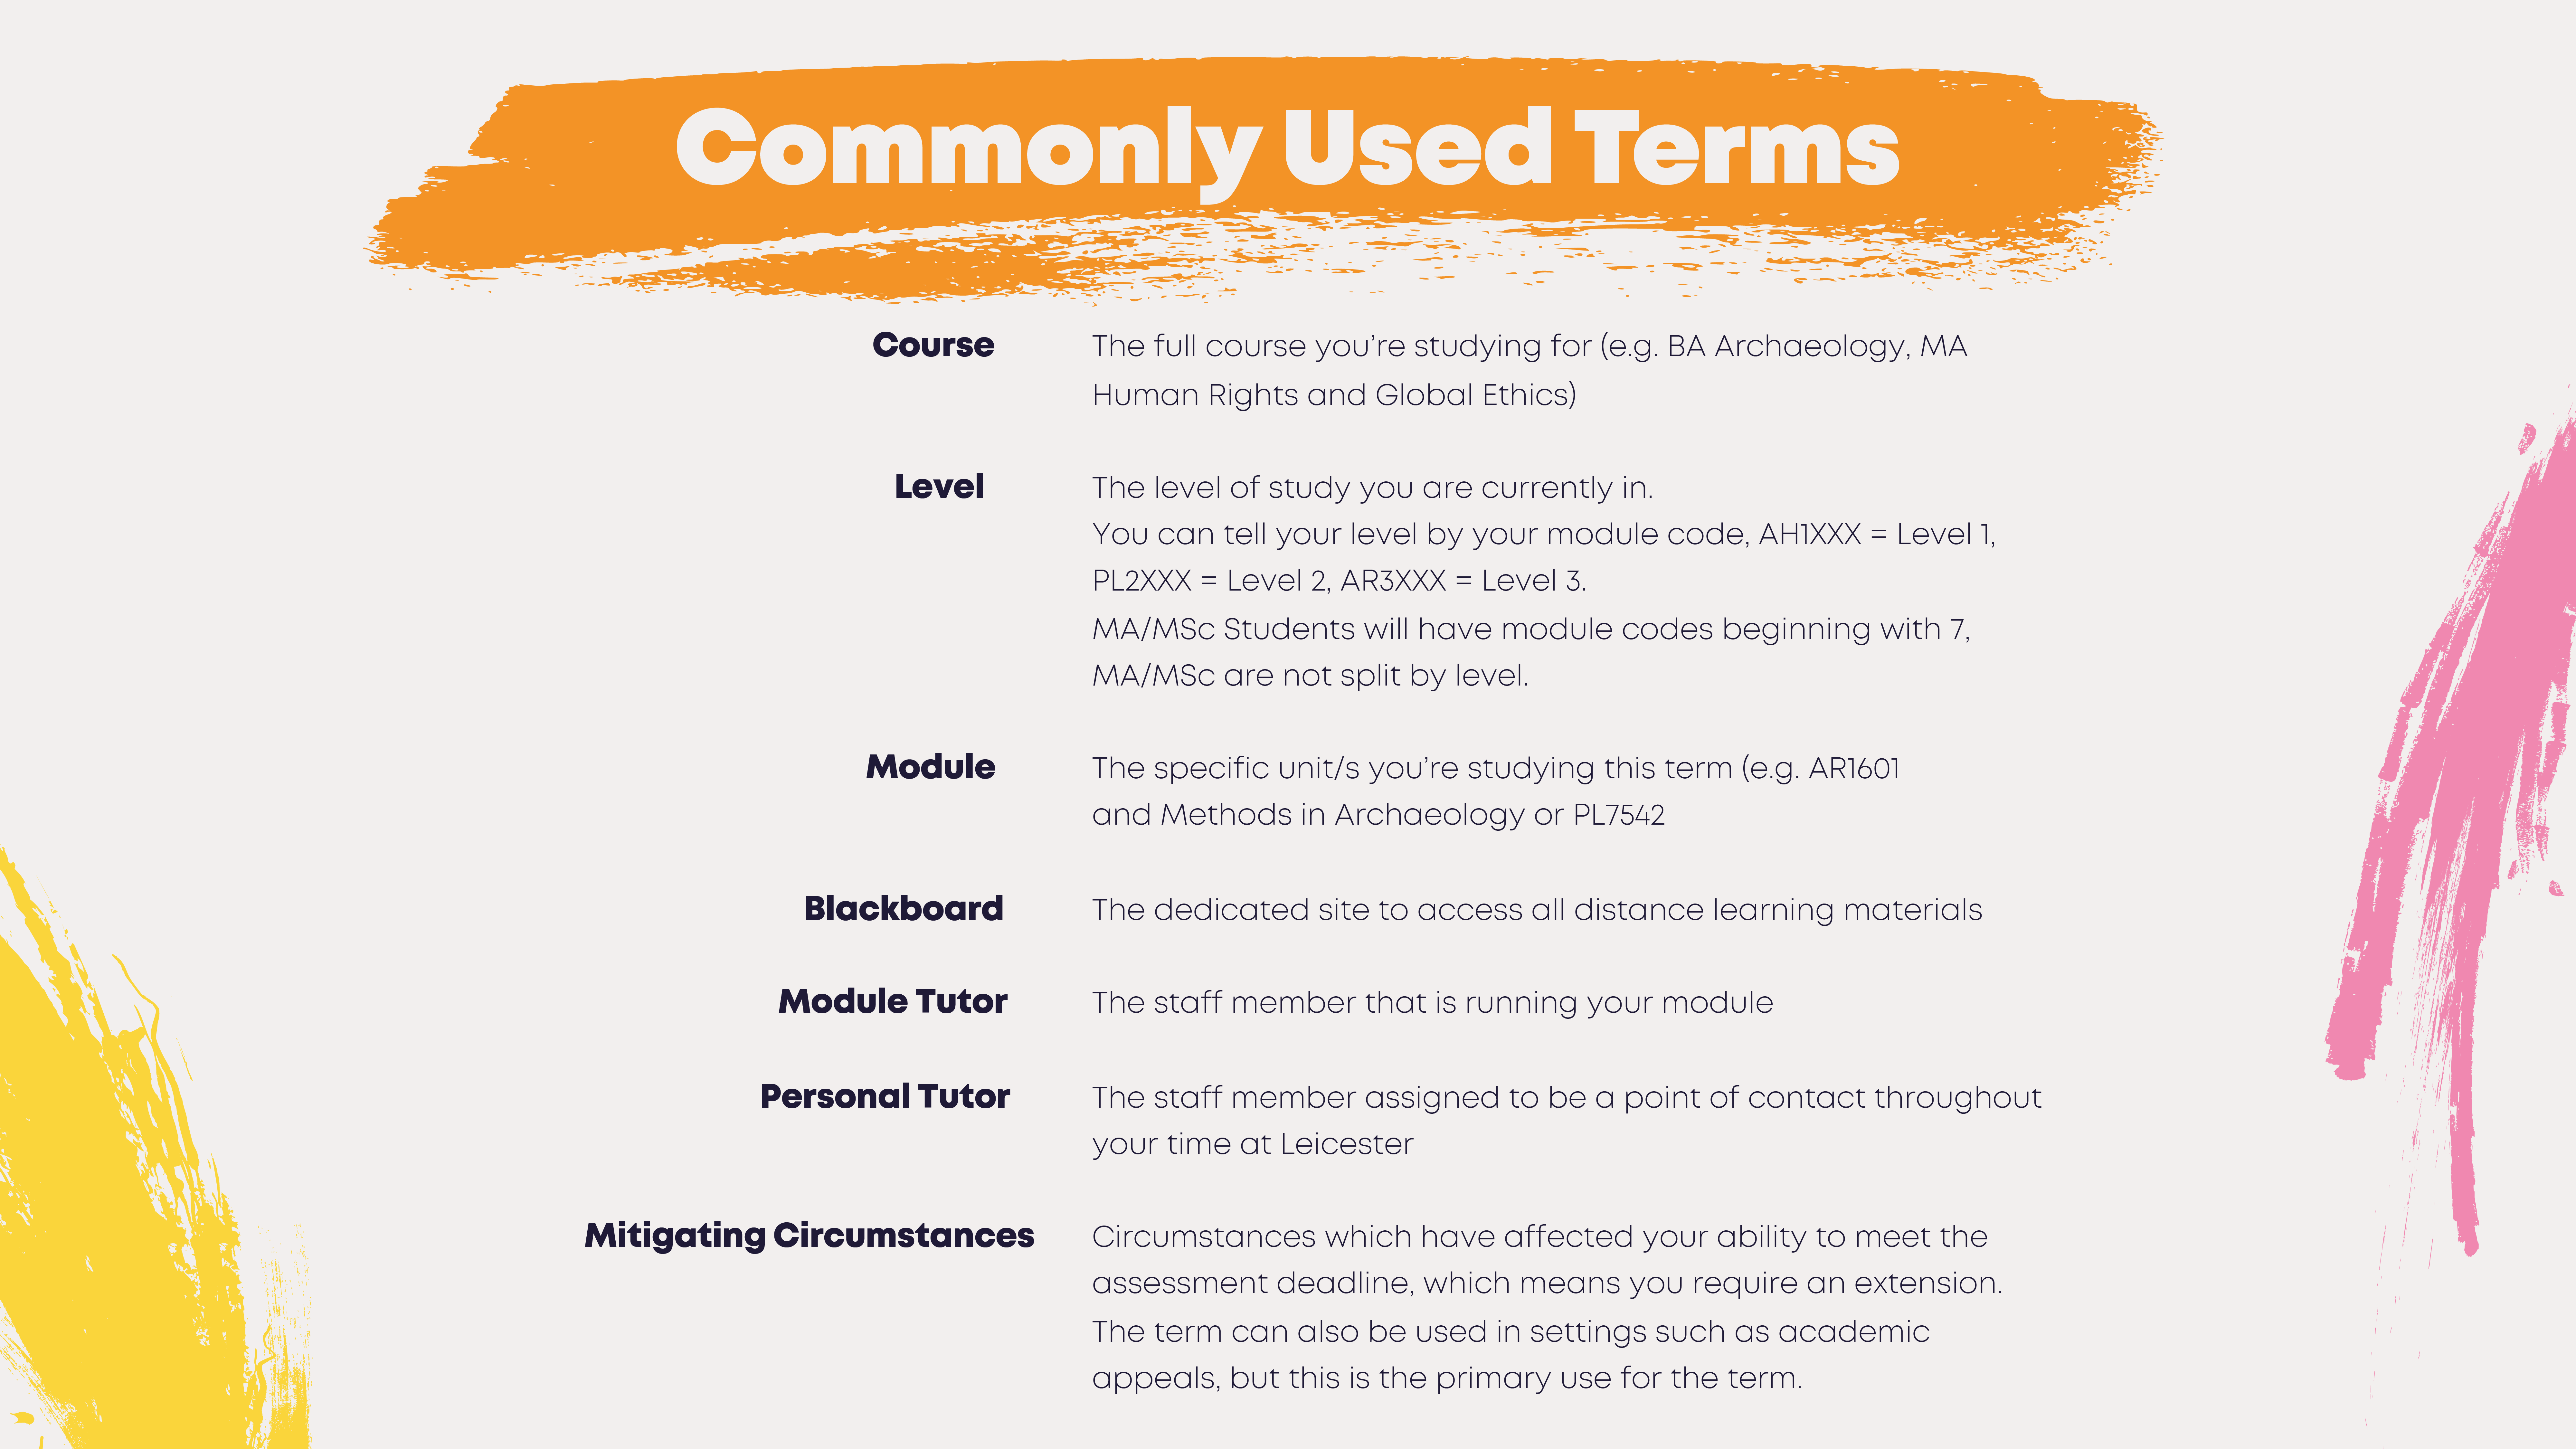 Commonly Used Terms
Course
The full course you’re studying for (e.g. BA Archaeology, MA
Human Rights and Global Ethics)
Level
The level of study you are currently in.
You can tell your level by your module code, AH1XXX = Level 1,
PL2XXX = Level 2, AR3XXX = Level 3.
MA/MSc Students will have module codes beginning with 7,
MA/MSc are not split by level.
Module
The specific unit/s you’re studying this term (e.g. AR1601
and Methods in Archaeology or PL7542
Blackboard
The dedicated site to access all distance learning materials
Module Tutor
The staff member that is running your module
Personal Tutor
The staff member assigned to be a point of contact throughout
your time at Leicester
Mitigating Circumstances
Circumstances which have affected your ability to meet the
assessment deadline, which means you require an extension.
The term can also be used in settings such as academic
appeals, but this is the primary use for the term.